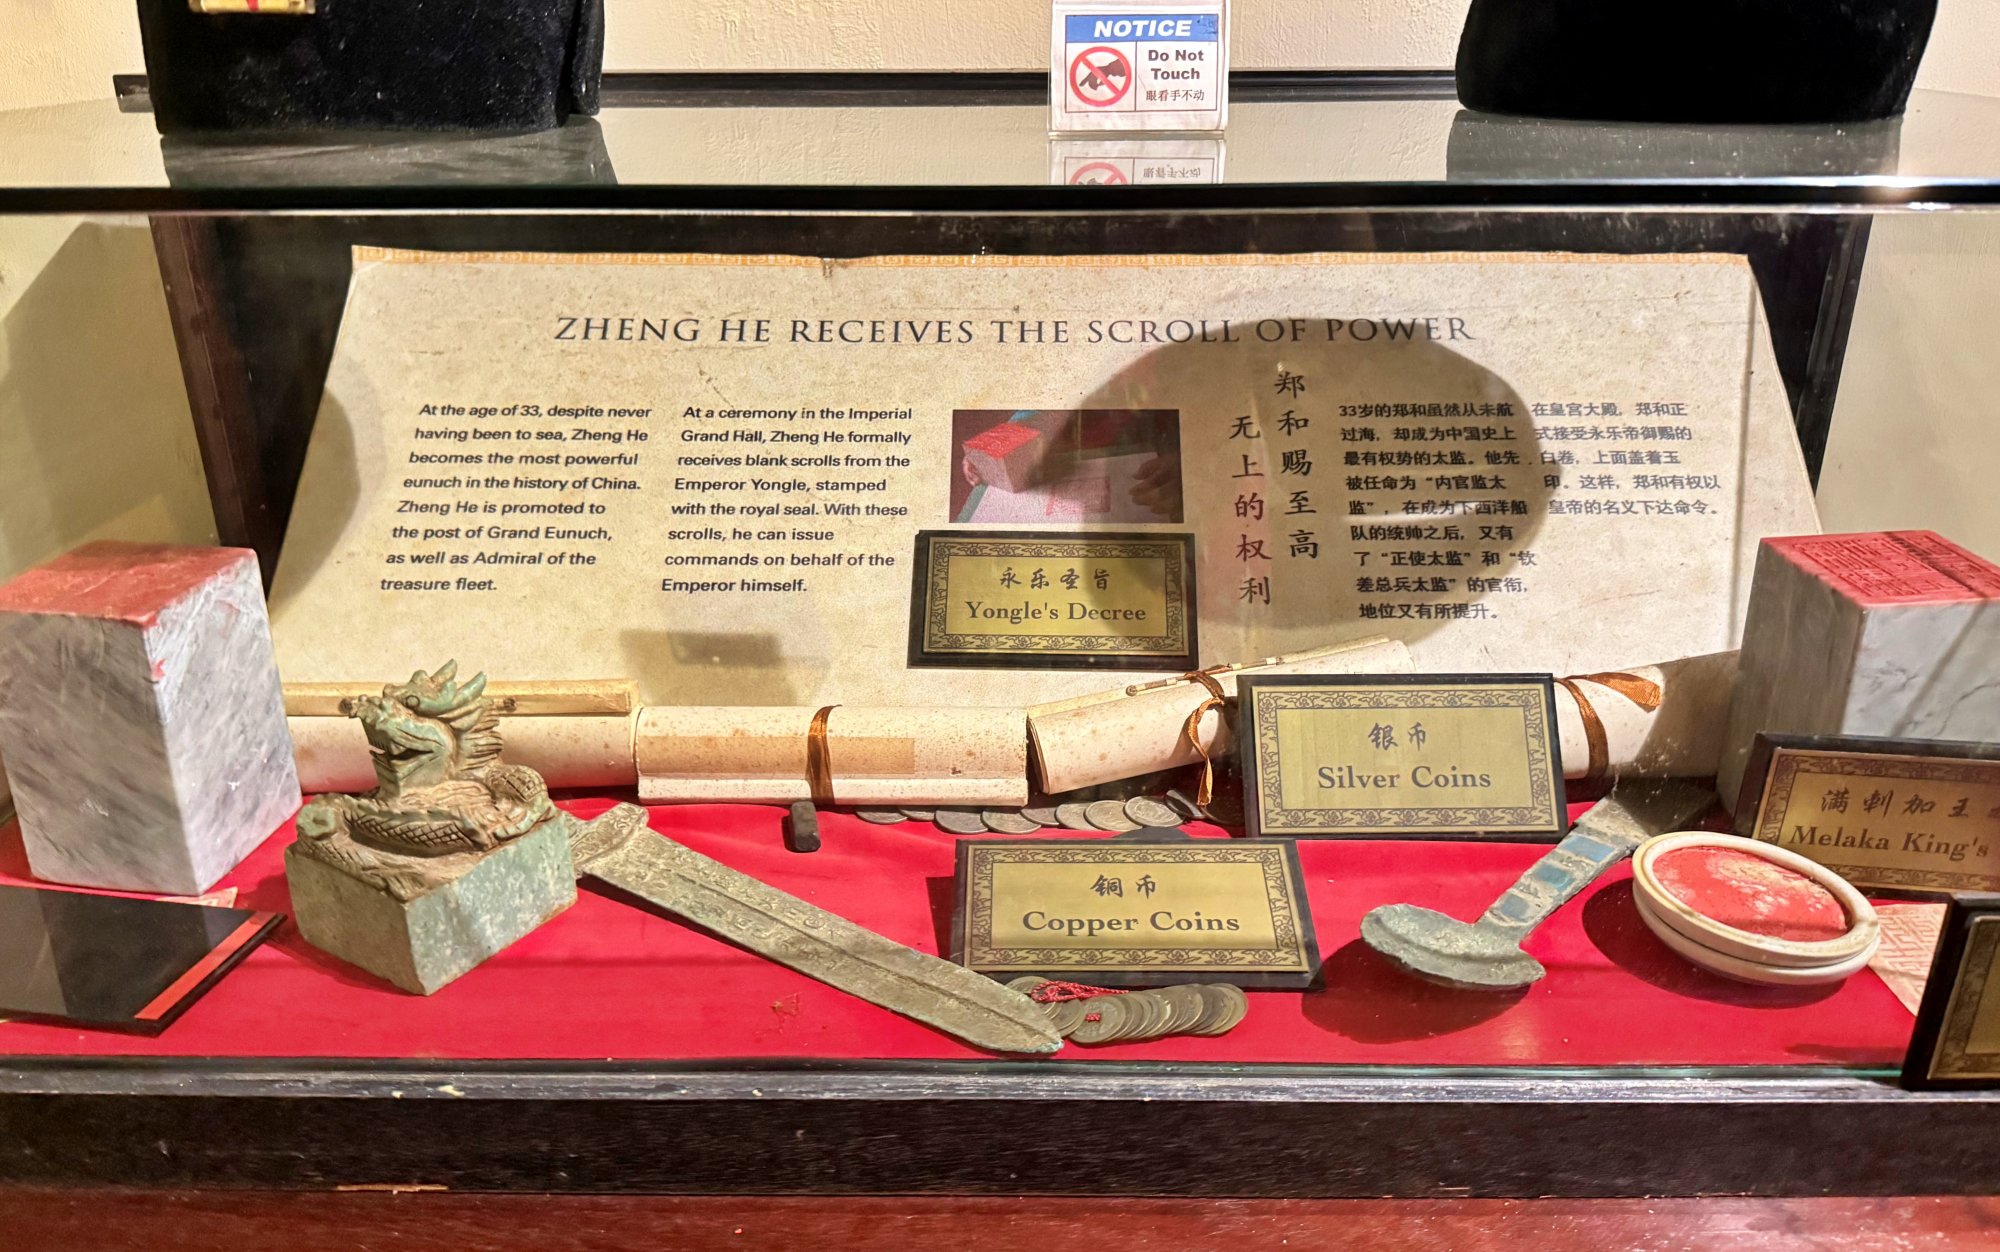 NOTICE
Do Not
Touch
眼看手不动
ZHENG HE RECEIVES THE SCROLL OF POWER
At the age of 33, despite never
having been to sea, Zheng He
becomes the most powerful
eunuch in the history of China.
Zheng He is promoted to
the post of Grand Eunuch,
as well as Admiral of the
treasure fleet.
At a ceremony in the Imperial
Grand Hall, Zheng He formally
receives blank scrolls from the
Emperor Yongle, stamped
with the royal seal. With these
scrolls, he can issue
commands on behalf of the
Emperor himself.
郑和赐至高
无上的权利
33岁的郑和虽然从未航
过海，却成为中国史上
最有权势的太监。他先
被任命为“内官监太
监”，在成为下西洋船
队的统帅之后，又有
了“正使太监”和“钦
差总兵太监”的官衔，
地位又有所提升。
在皇宫大殿，郑和正
式接受永乐帝御赐的
白卷，上面盖着玉
印。这样，郑和有权以
皇帝的名义下达命令。
永乐圣旨
Yongle's Decree
银币
Silver Coins
铜币
Copper Coins
满剌加王
Melaka King's